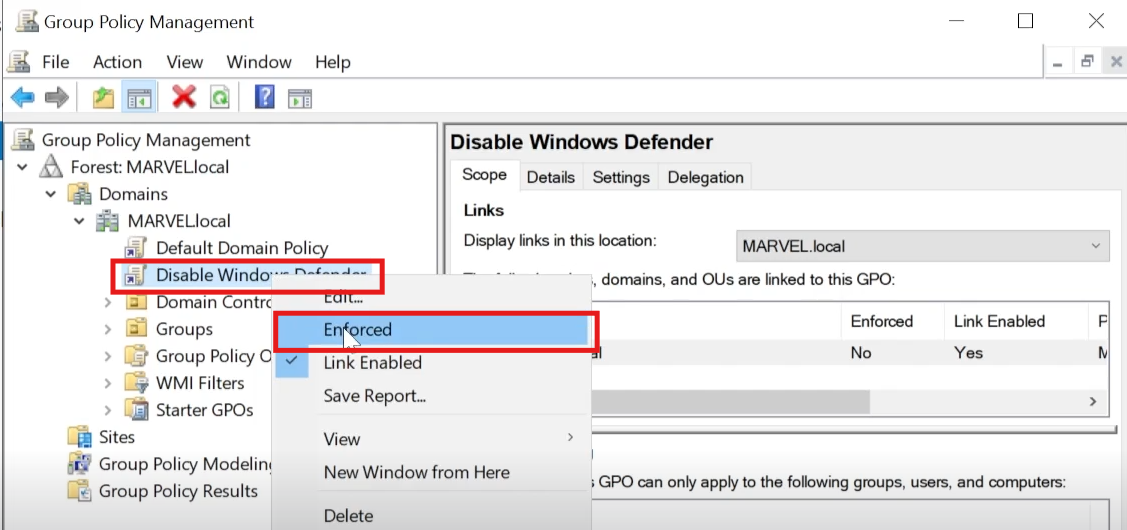 Group Policy Management
File Action View Window Help
Group Policy Management
Forest: MARVEL.local
Domains
MARVEL.local
Default Domain Policy
Disable Windows Defender
Domain Contro
Groups
Group Policy O
WMI Filters
Starter GPOs
Sites
Group Policy Modeling
Group Policy Results
Edit...
Enforced
Link Enabled
Save Report...
View
New Window from Here
Delete
Disable Windows Defender
Scope Details Settings Delegation
Links
Display links in this location: MARVEL.local
, domains, and OUs are linked to this GPO:
Enforced Link Enabled P
al No Yes M
GPO can only apply to the following groups, users, and computers: